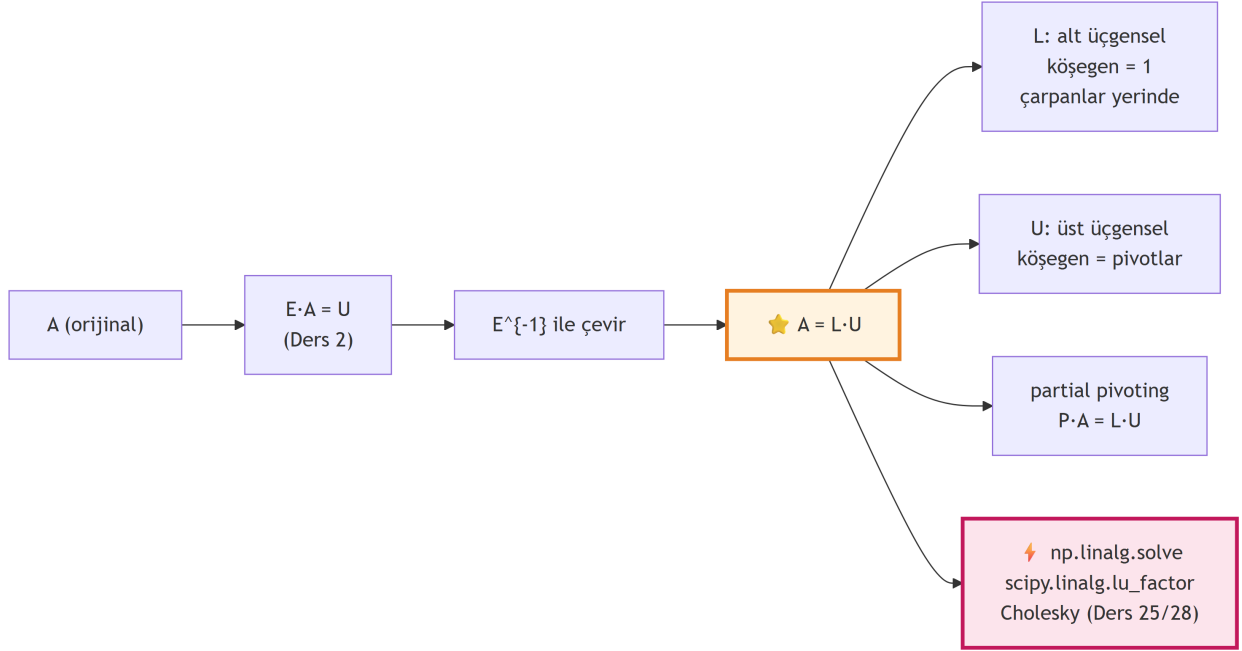 A (orijinal)
E·A = U
(Ders 2)
E^{-1} ile çevir
⭐ A = L·U
L: alt üçgensel
köşegen = 1
çarpanlar yerinde
U: üst üçgensel
köşegen = pivotlar
partial pivoting
P·A = L·U
⚡ np.linalg.solve
scipy.linalg.lu_factor
Cholesky (Ders 25/28)